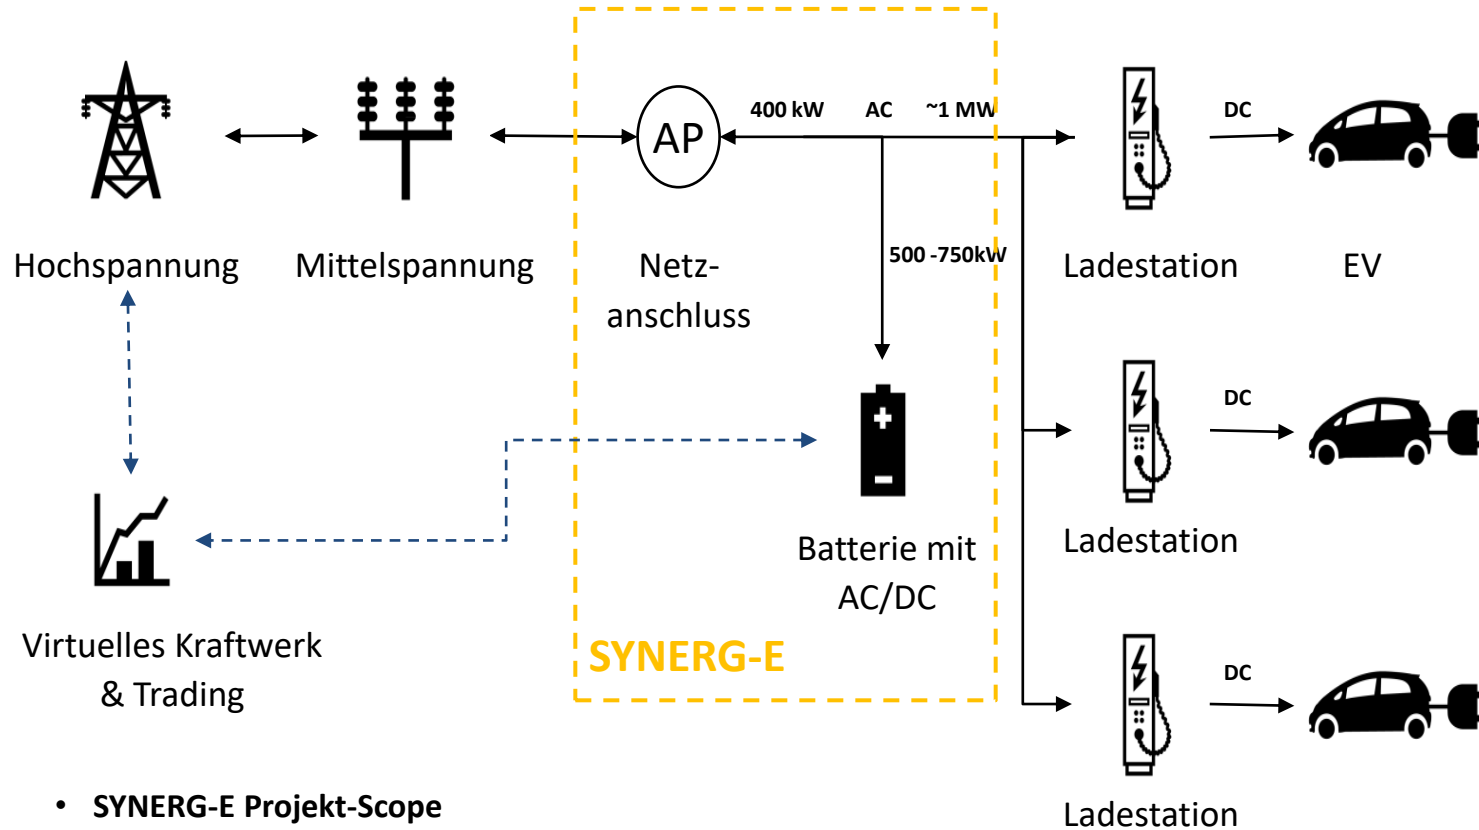 400 kW
AC
~1 MW
DC
AP
Hochspannung
Mittelspannung
Netz-
anschluss
500 -750kW
Ladestation
EV
DC
Batterie mit
AC/DC
Ladestation
Virtuelles Kraftwerk
& Trading
SYNERG-E
DC
• SYNERG-E Projekt-Scope
Ladestation